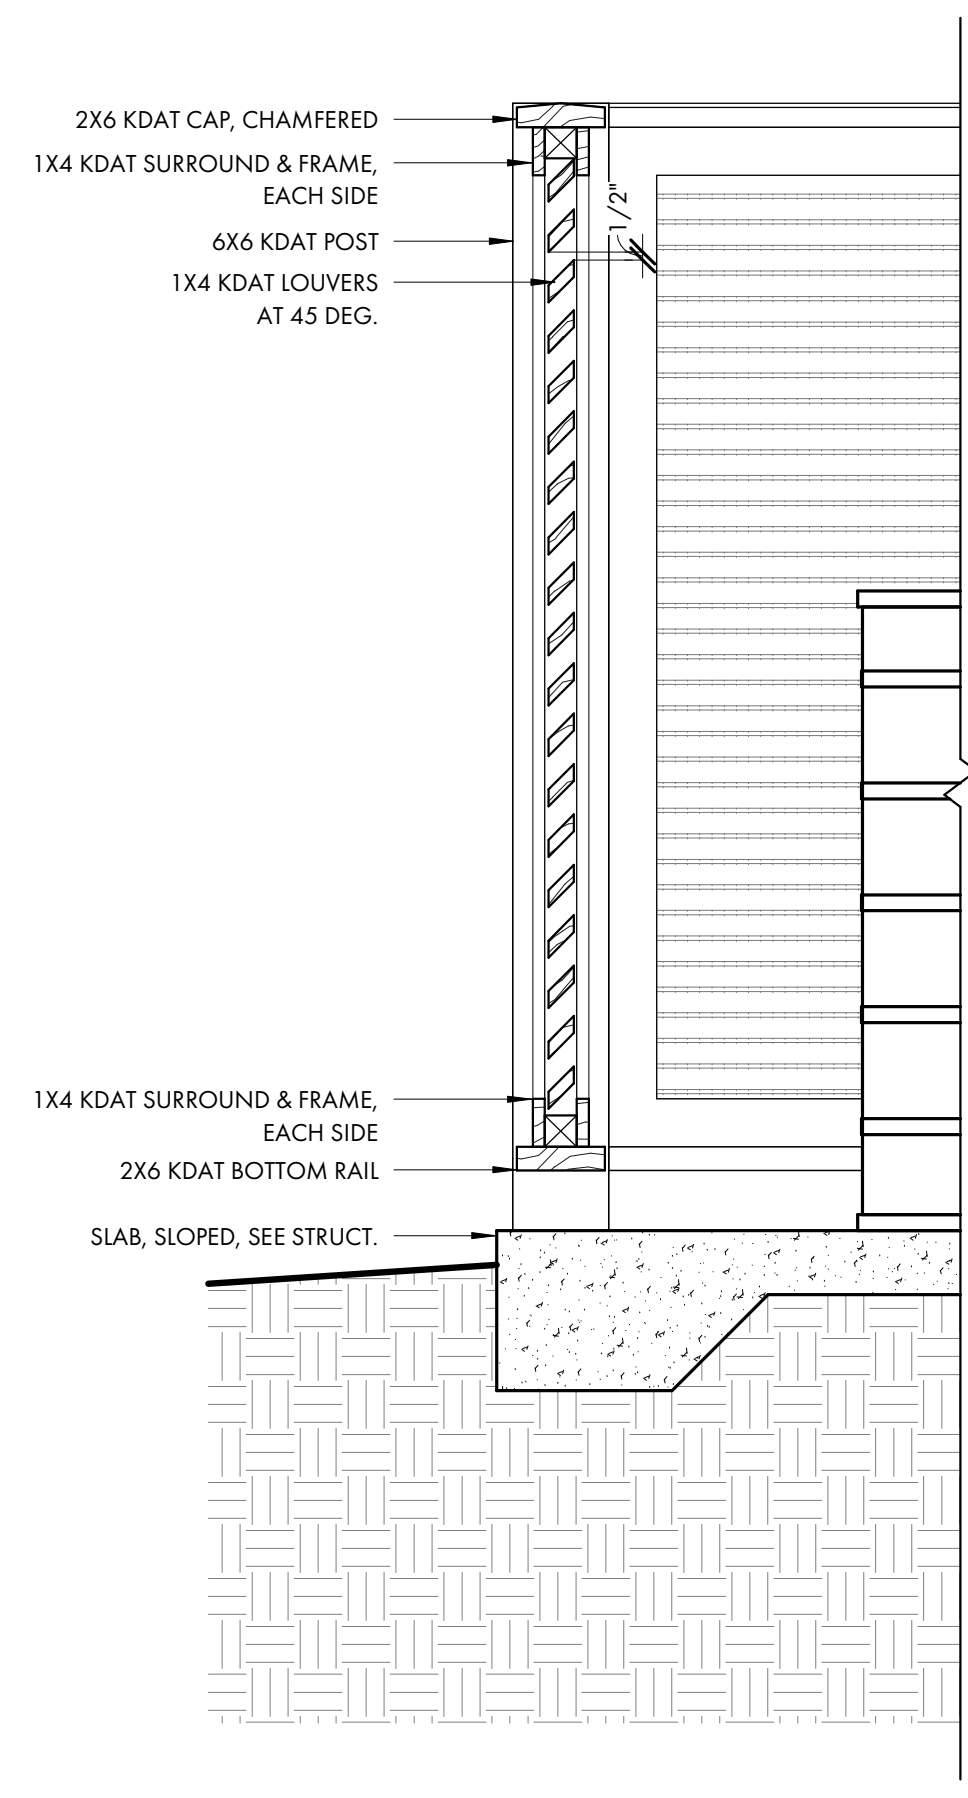 2X6 KDAT CAP, CHAMFERED
1X4 KDAT SURROUND & FRAME,
EACH SIDE
1/2"
6X6 KDAT POST
1X4 KDAT LOUVERS
AT 45 DEG.
1X4 KDAT SURROUND & FRAME,
EACH SIDE
2X6 KDAT BOTTOM RAIL
SLAB, SLOPED, SEE STRUCT.